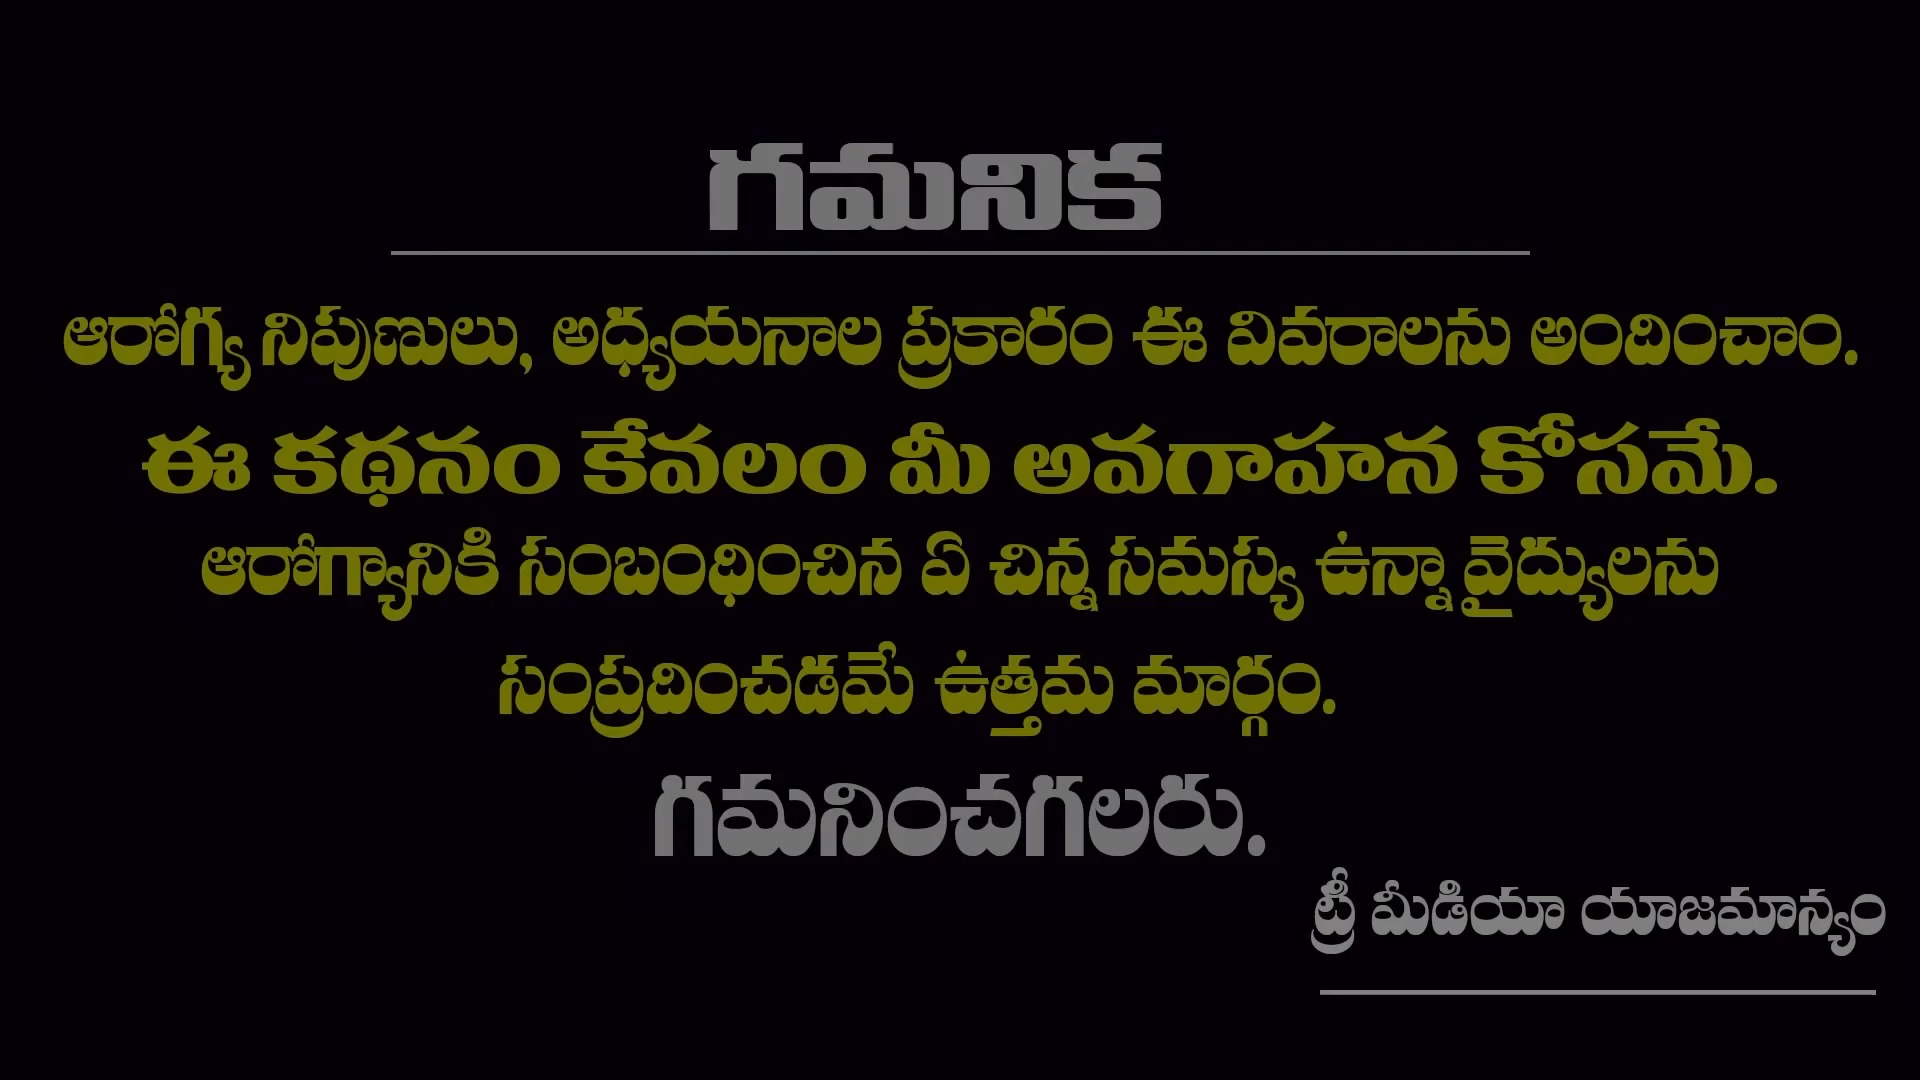 గమనిక
ఆరోగ్య నిపుణులు, అధ్యయనాల ప్రకారం ఈ వివరాలను అందించాం.
ఈ కథనం కేవలం మీ అవగాహన కోసమే.
ఆరోగ్యానికి సంబంధించిన ఏ చిన్న సమస్య ఉన్నా వైద్యులను
సంప్రదించడమే ఉత్తమ మార్గం.
గమనించగలరు.
ట్రీ మీడియా యాజమాన్యం